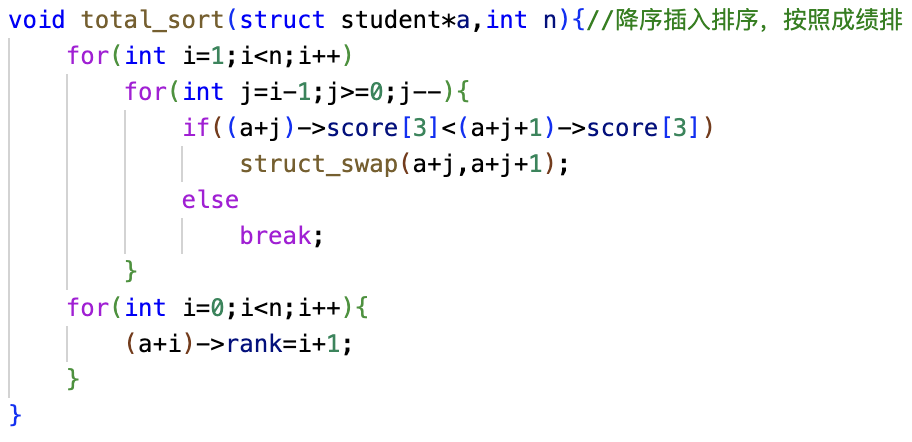 void total_sort(struct student*a,int n){//降序插入排序，按照成绩排
    for(int i=1;i<n;i++)
        for(int j=i-1;j>=0;j--){
            if((a+j)->score[3]<(a+j+1)->score[3])
                struct_swap(a+j,a+j+1);
            else
                break;
        }
    for(int i=0;i<n;i++){
        (a+i)->rank=i+1;
    }
}